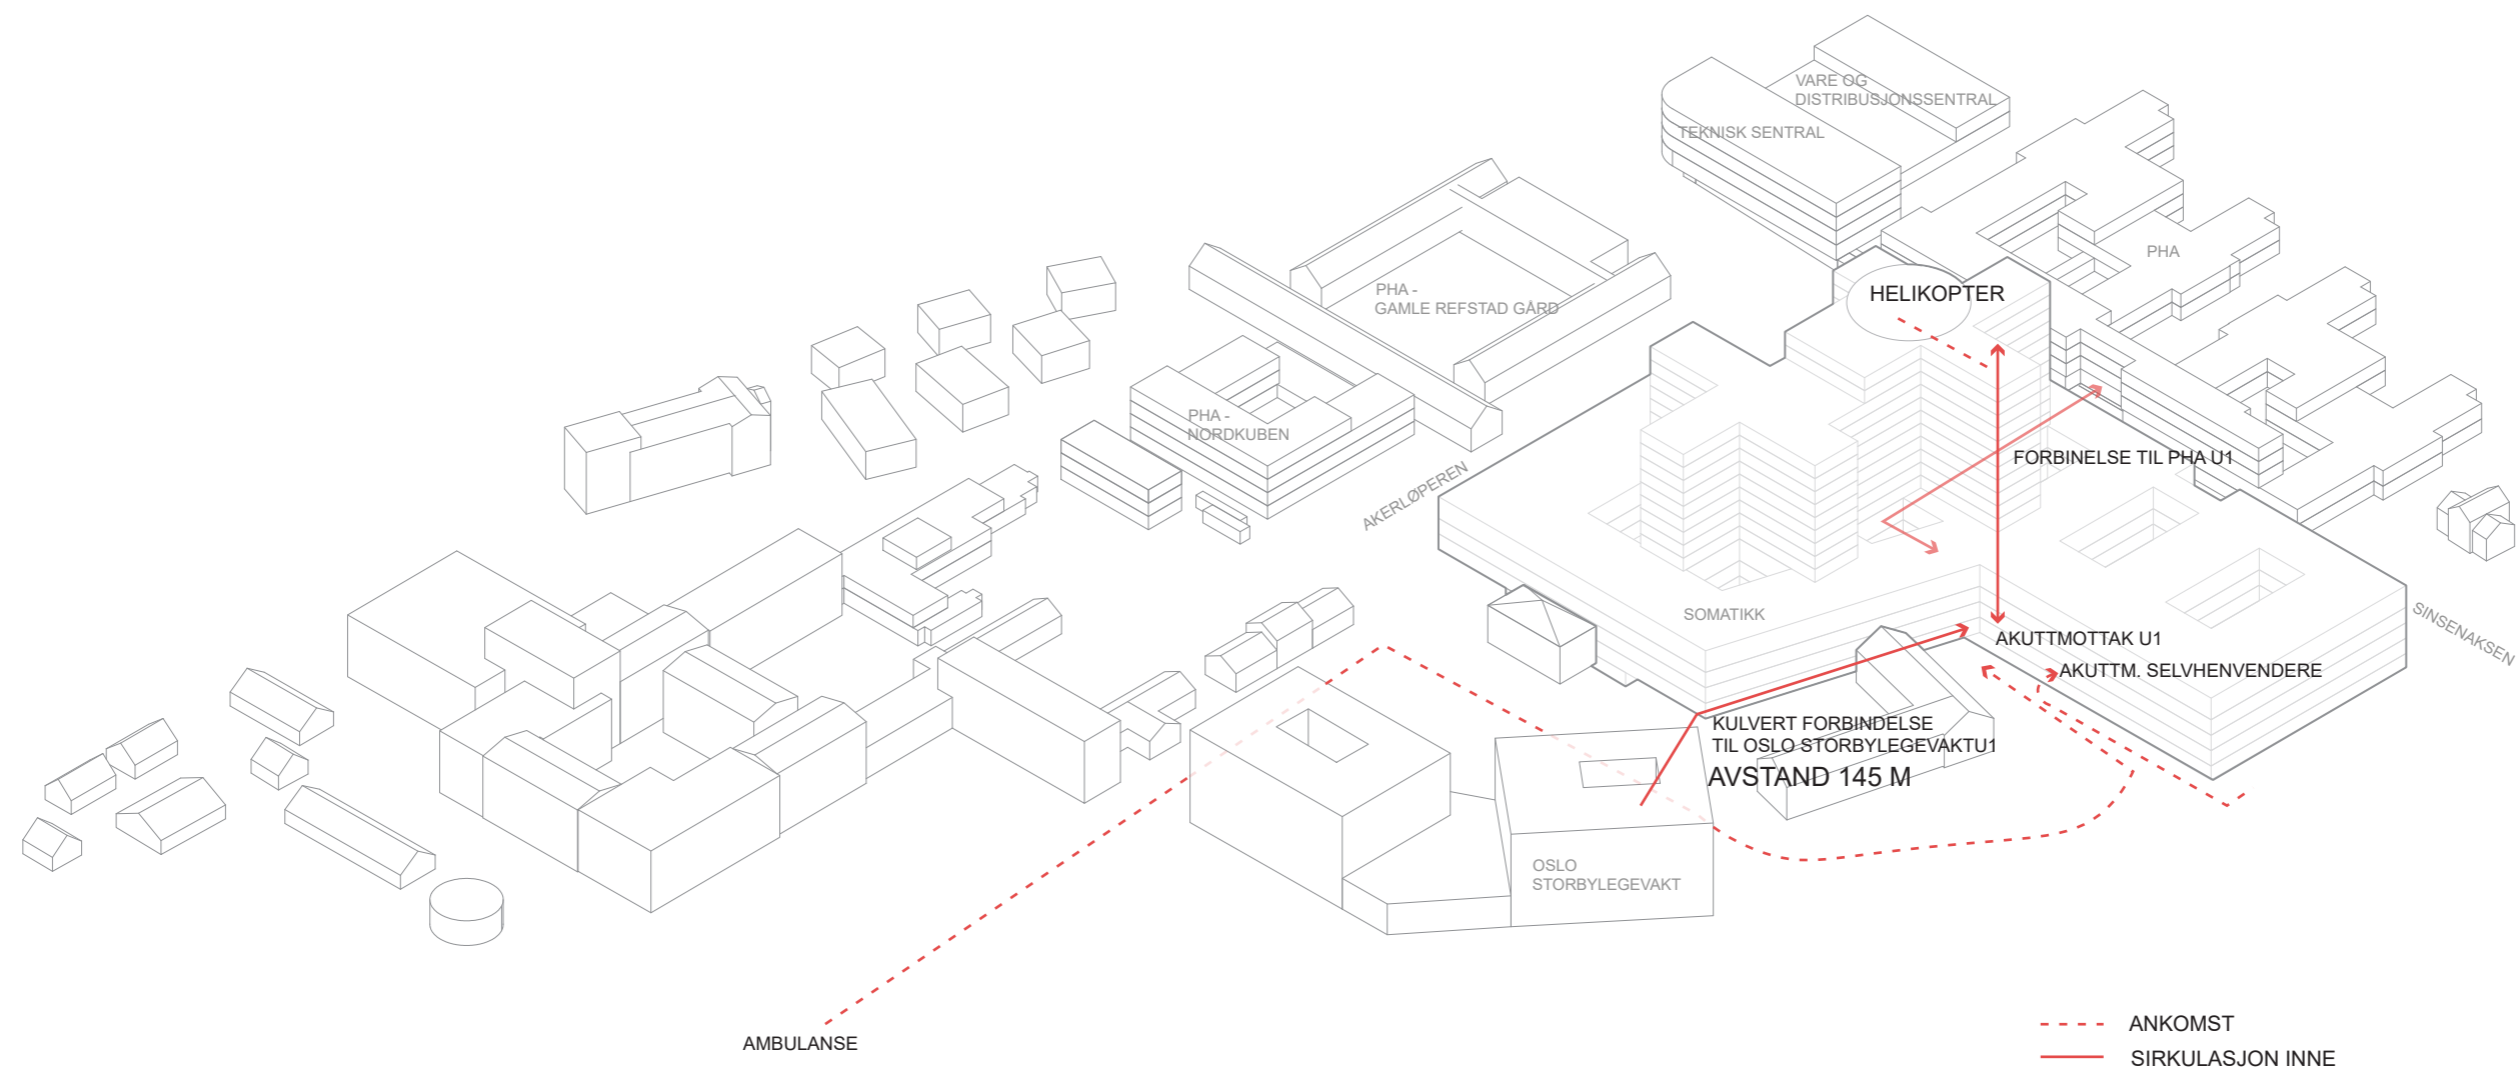 VARE OG
DISTRIBUSJONSSENTRAL
TEKNISK SENTRAL
PHA
HELIKOPTER
PHA -
GAMLE REFSTAD GÅRD
PHA -
NORDKUBEN
AKERLØPEREN
FORBINELSE TIL PHA U1
SOMATIKK
SINSENAKSEN
AKUTTMOTTAK U1
AKUTTM. SELVHENVENDERE
KULVERT FORBINDELSE
TIL OSLO STORBYLEGEVAKTU1
AVSTAND 145 M
OSLO
STORBYLEGEVAKT
AMBULANSE
ANKOMST
SIRKULASJON INNE